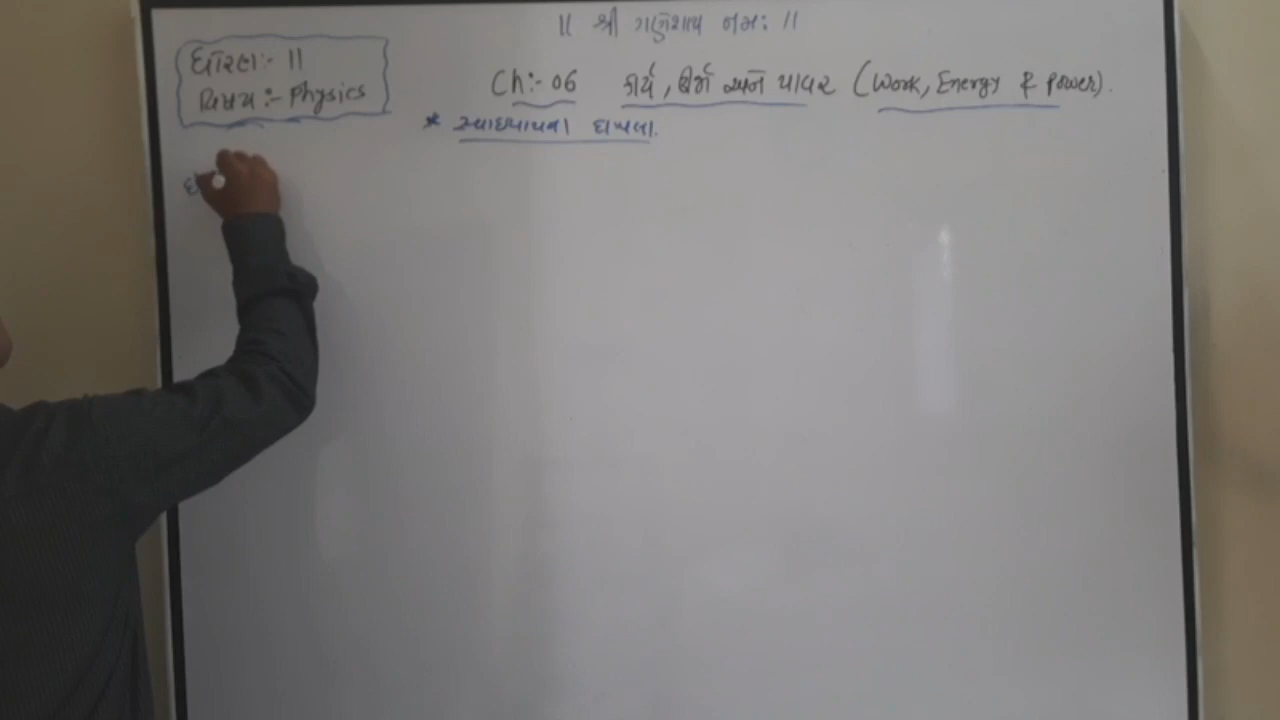 ॥ શ્રી ગણેશાય નમઃ ॥
ધોરણ:- 11
વિષય:- Physics
Ch:- 06 કાર્ય, ઊર્જા અને પાવર (Work, Energy & Power).
* સ્વાધ્યાયના દાખલા.